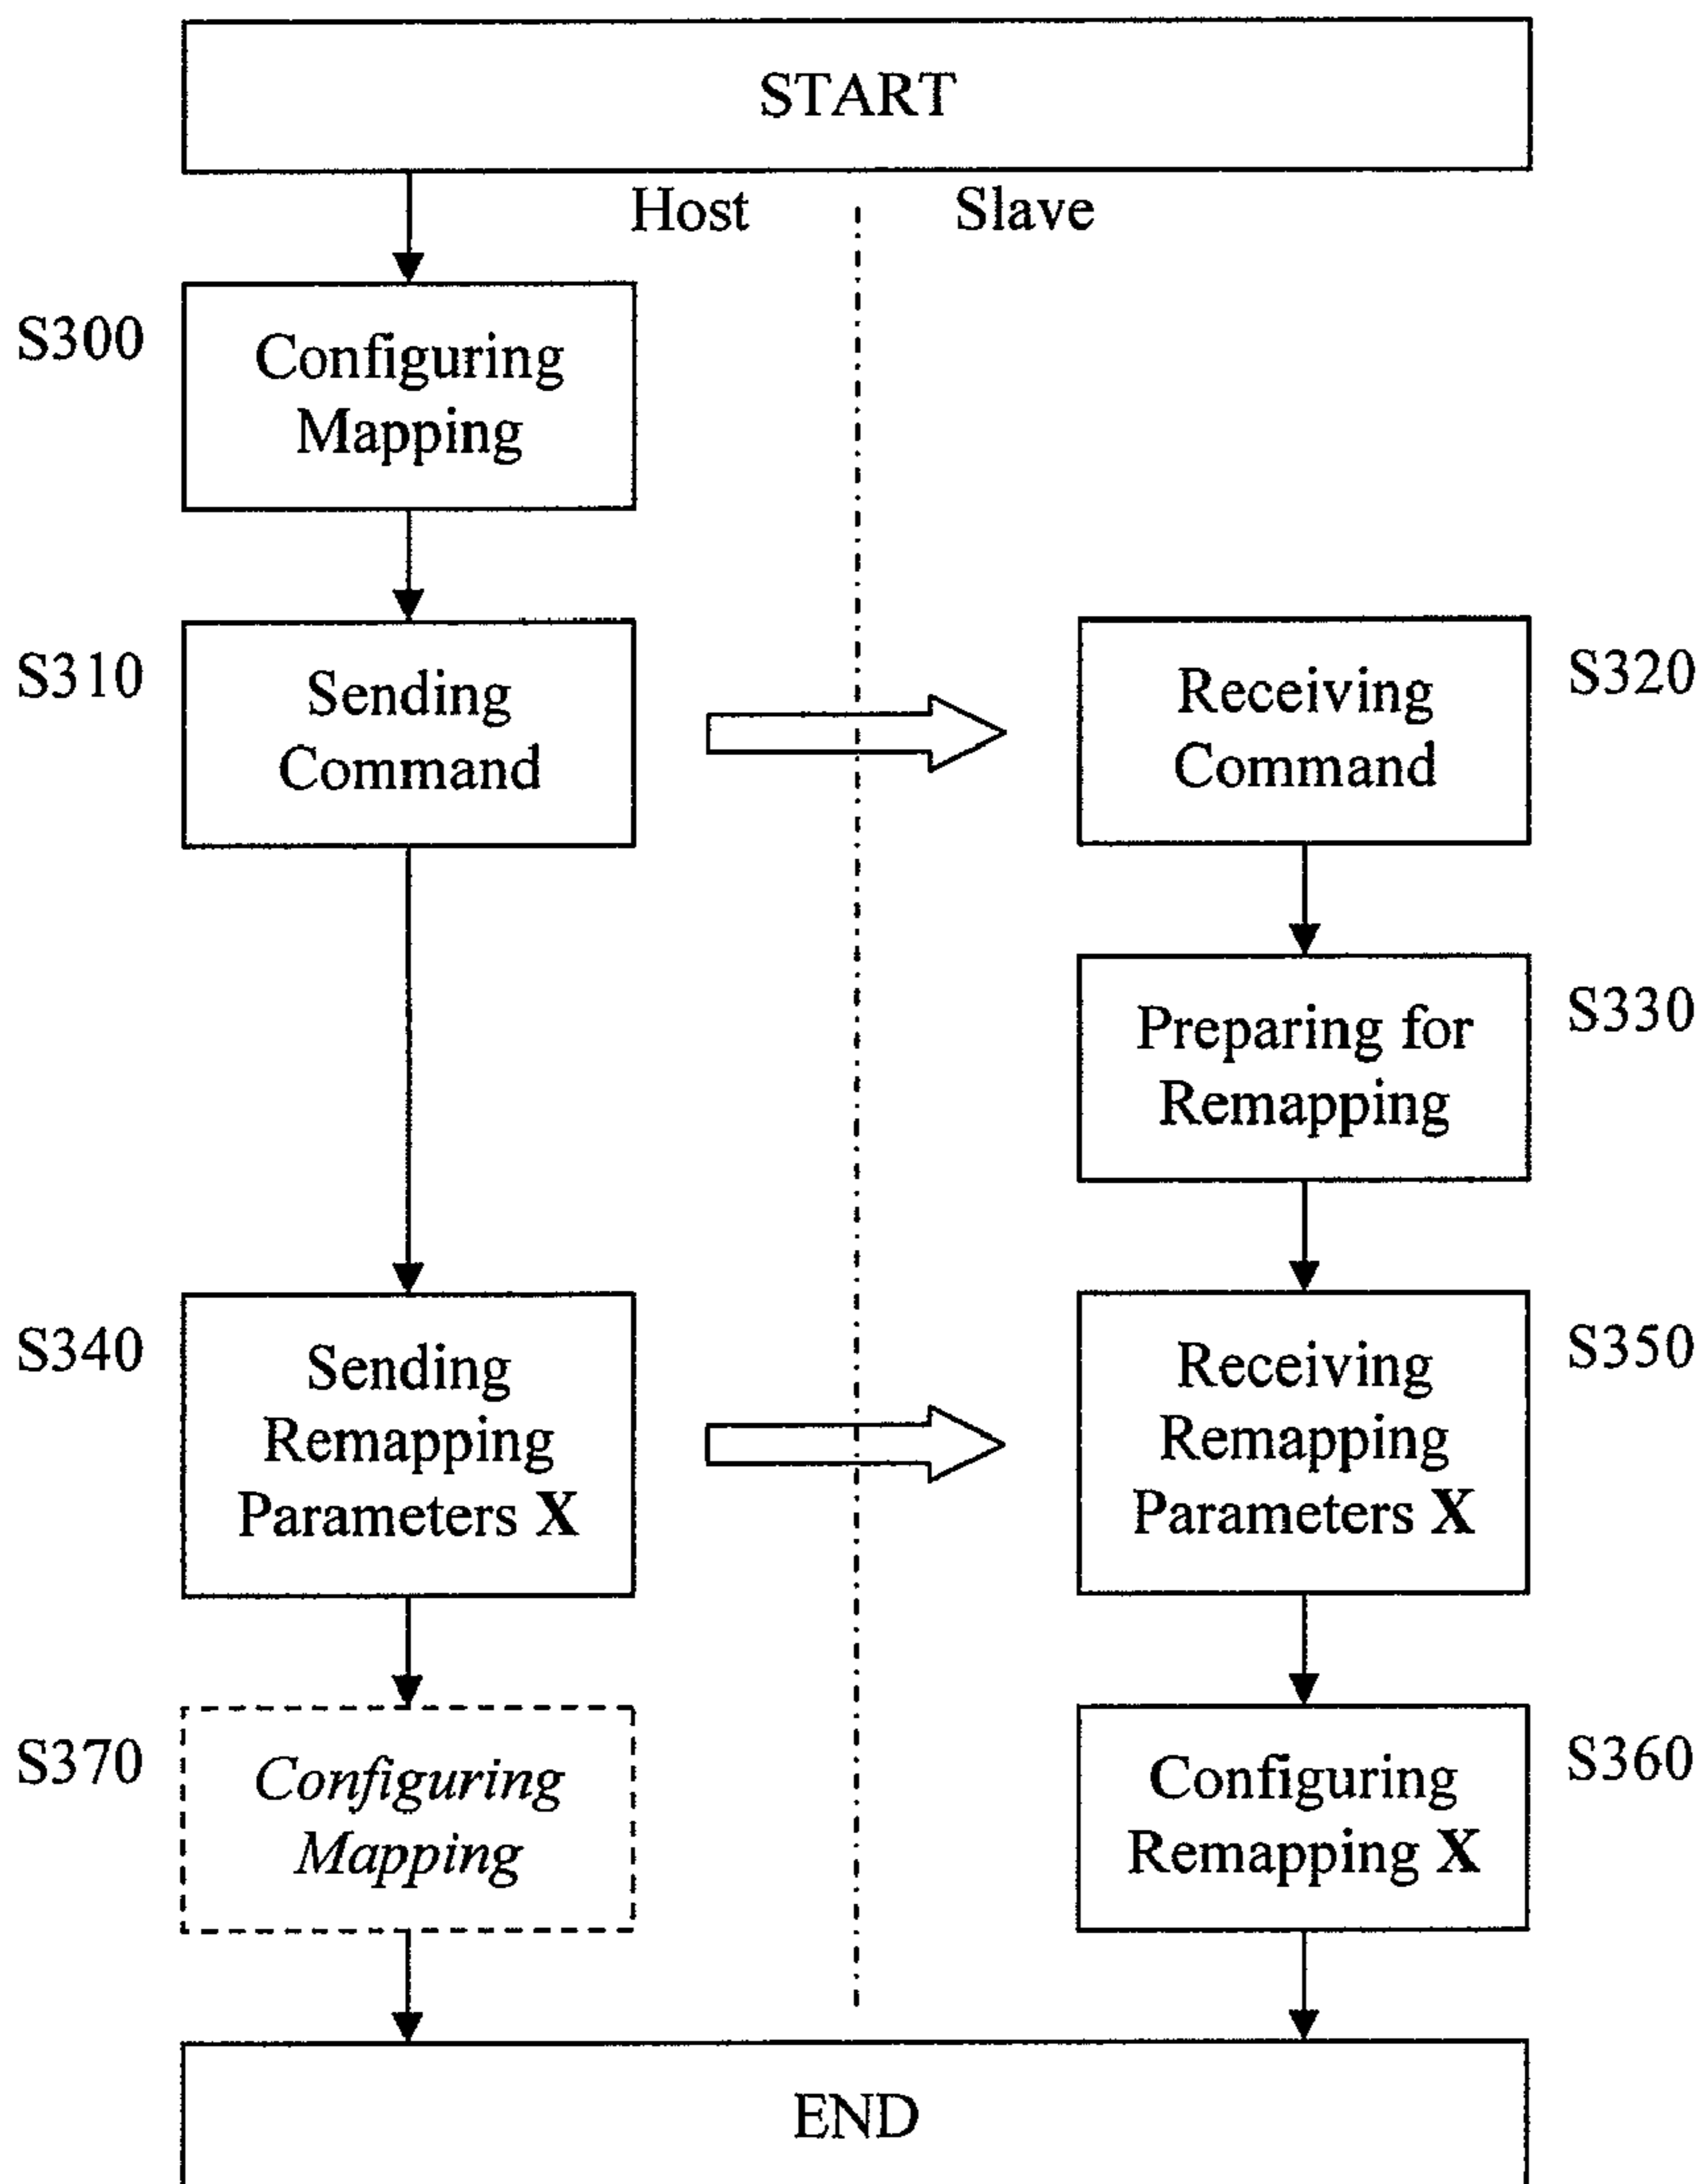 START
Host
Slave
S300
Configuring
Mapping
S310
Sending
Command
Receiving
Command
S320
Preparing for
Remapping
S330
S340
Sending
Remapping
Parameters X
Receiving
Remapping
Parameters X
S350
S370
Configuring
Mapping
Configuring
Remapping X
S360
END